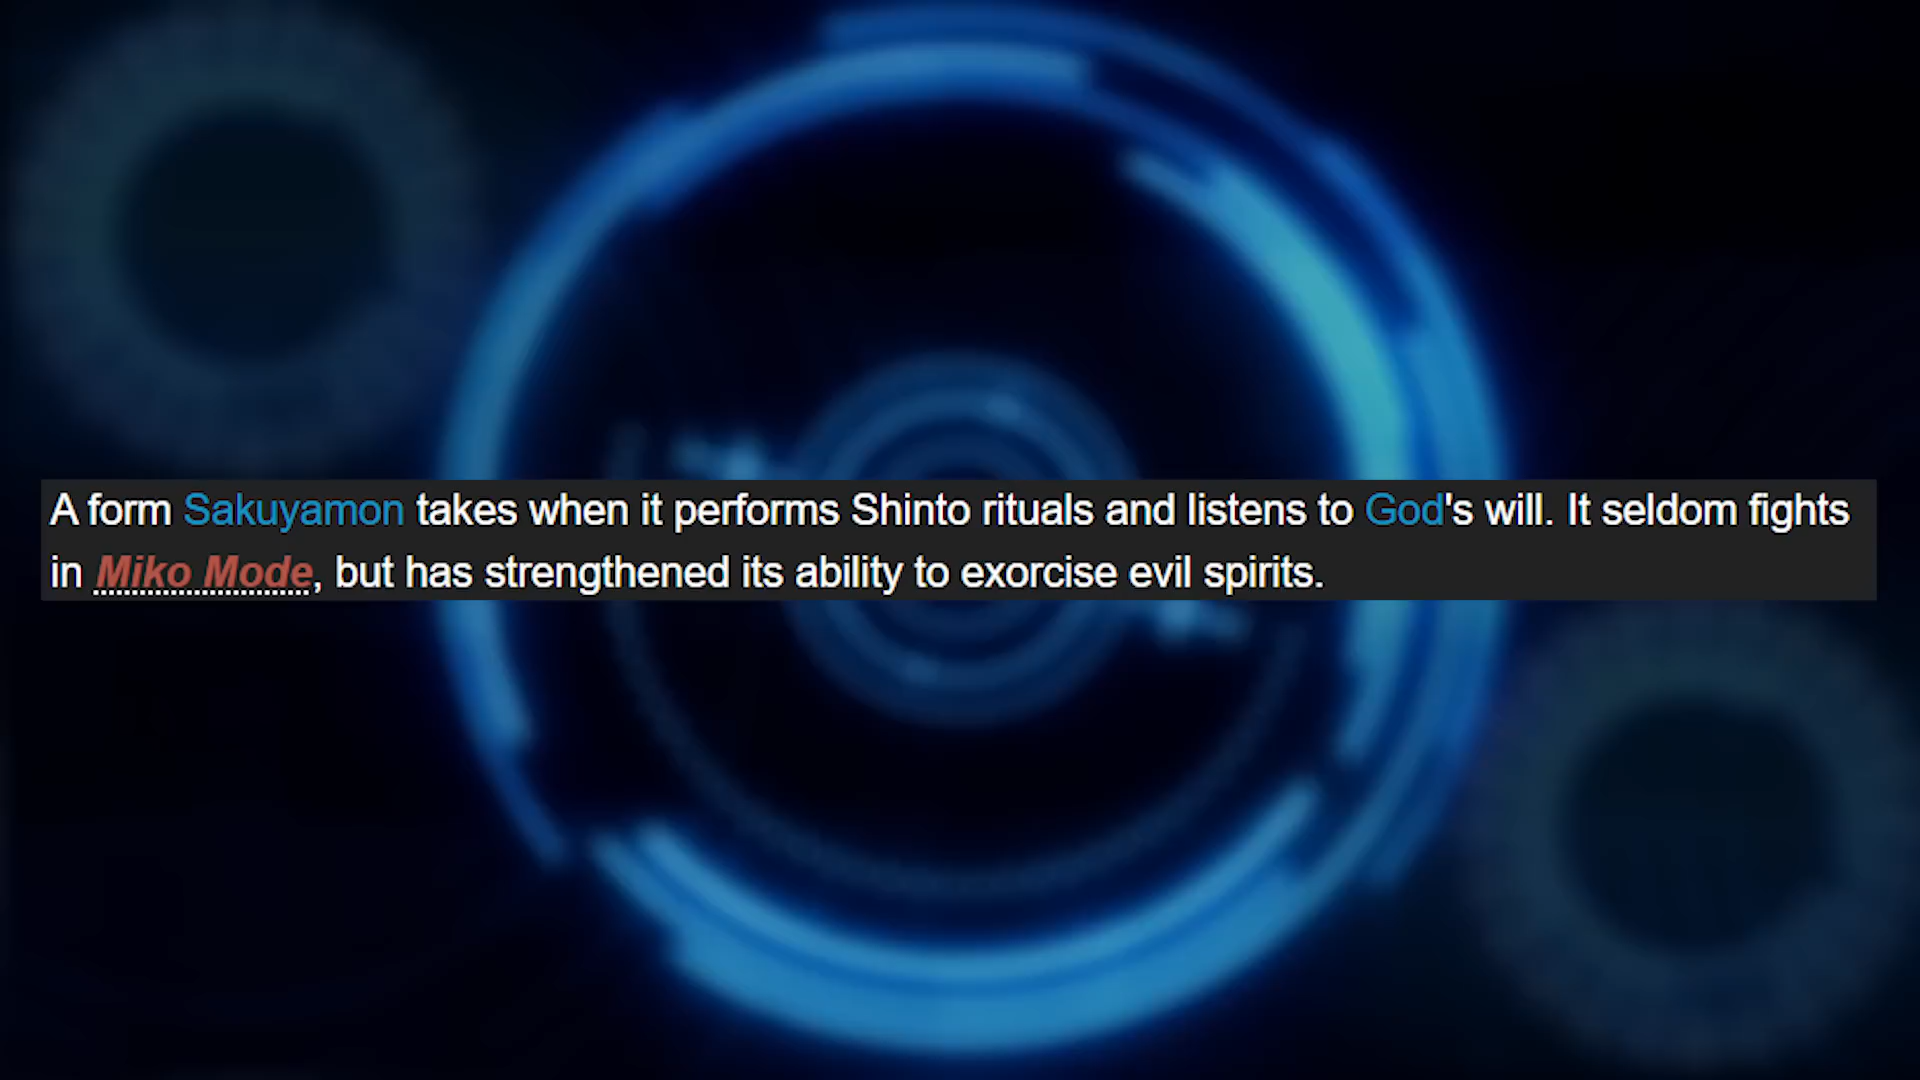 A form Sakuyamon takes when it performs Shinto rituals and listens to God's will. It seldom fights
in Miko Mode, but has strengthened its ability to exorcise evil spirits.